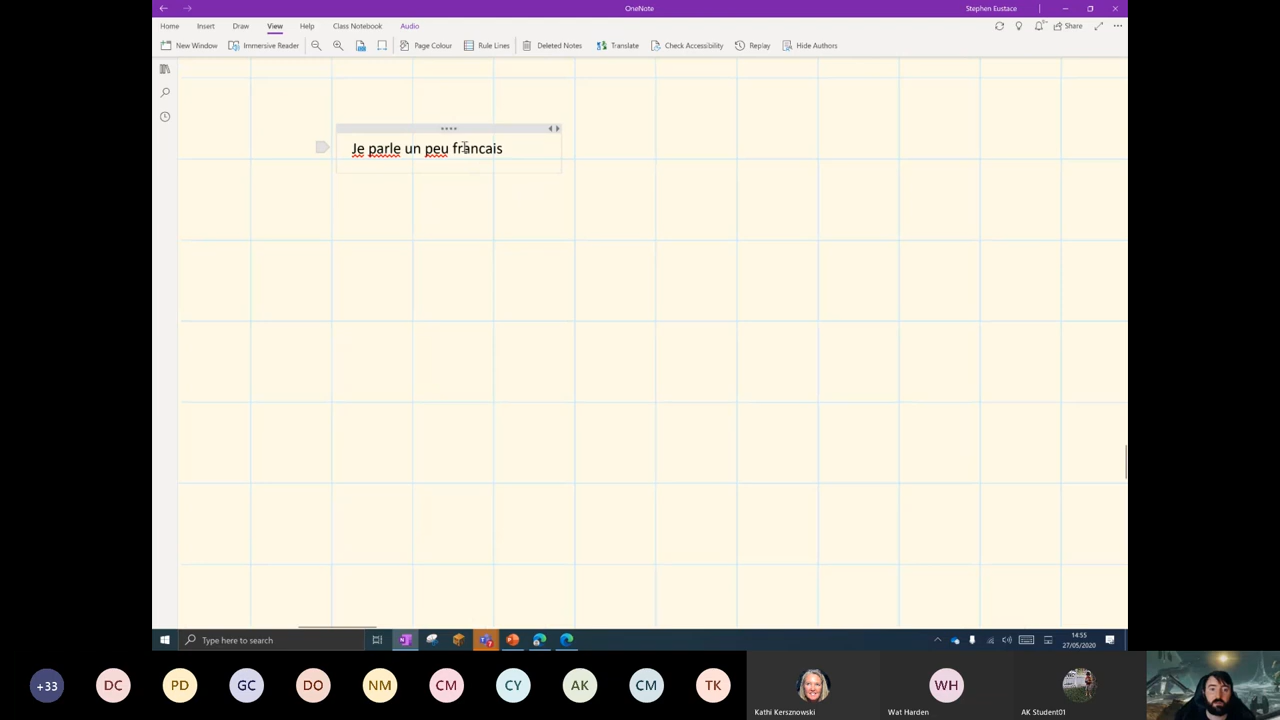 OneNote
Stephen Eustace
Home Insert Draw View Help Class Notebook Audio
Share
New Window Immersive Reader Page Colour Rule Lines Deleted Notes Translate Check Accessibility Replay Hide Authors
Je parle un peu francais
Type here to search
14:55
27/05/2020
+33 DC PD GC DO NM CM CY AK CM TK WH
Kathi Kersznowski Wat Harden AK Student01